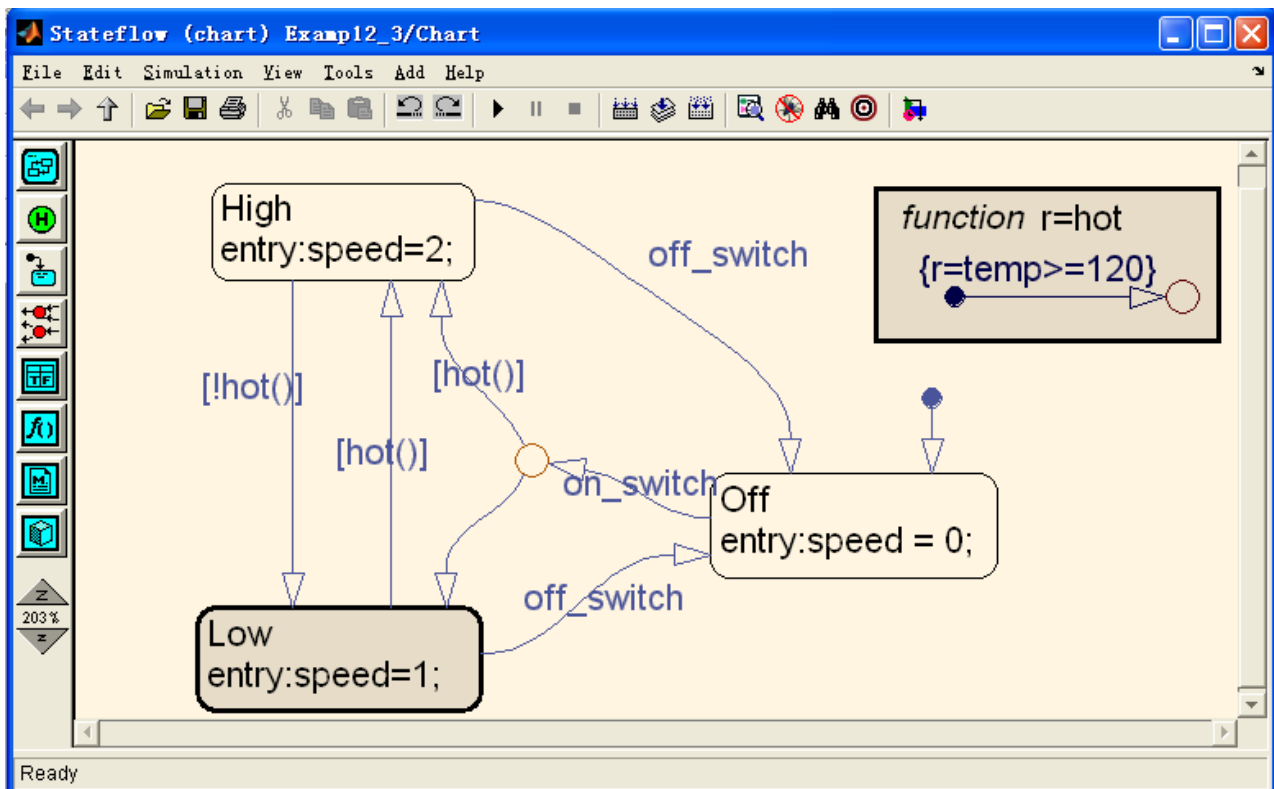 Stateflow (chart) Examp12_3/Chart
File Edit Simulation View Tools Add Help
High
entry:speed=2;
function r=hot
{r=temp>=120}
off_switch
[!hot()]
[hot()]
[hot()]
on_switch
Off
entry:speed = 0;
off_switch
Low
entry:speed=1;
H
TF
f()
M
Z
203%
Z
Ready